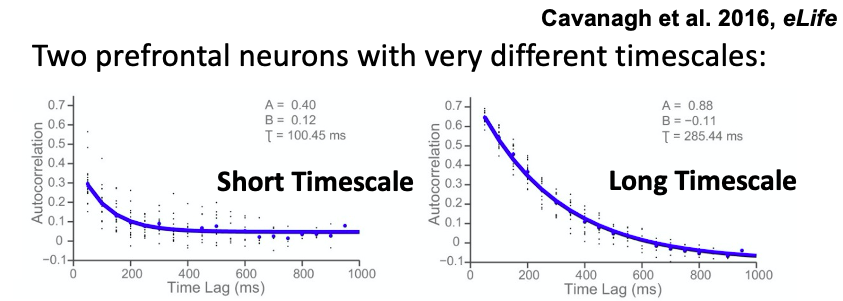 Cavanagh et al. 2016, eLife
Two prefrontal neurons with very different timescales:
0.7
0.6
0.5
0.4
0.3
0.2
0.1
0
−0.1
Autocorrelation
A = 0.40
B = 0.12
τ = 100.45 ms
Short Timescale
0 200 400 600 800 1000
Time Lag (ms)
0.7
0.6
0.5
0.4
0.3
0.2
0.1
0
−0.1
Autocorrelation
A = 0.88
B = −0.11
τ = 285.44 ms
Long Timescale
0 200 400 600 800 1000
Time Lag (ms)